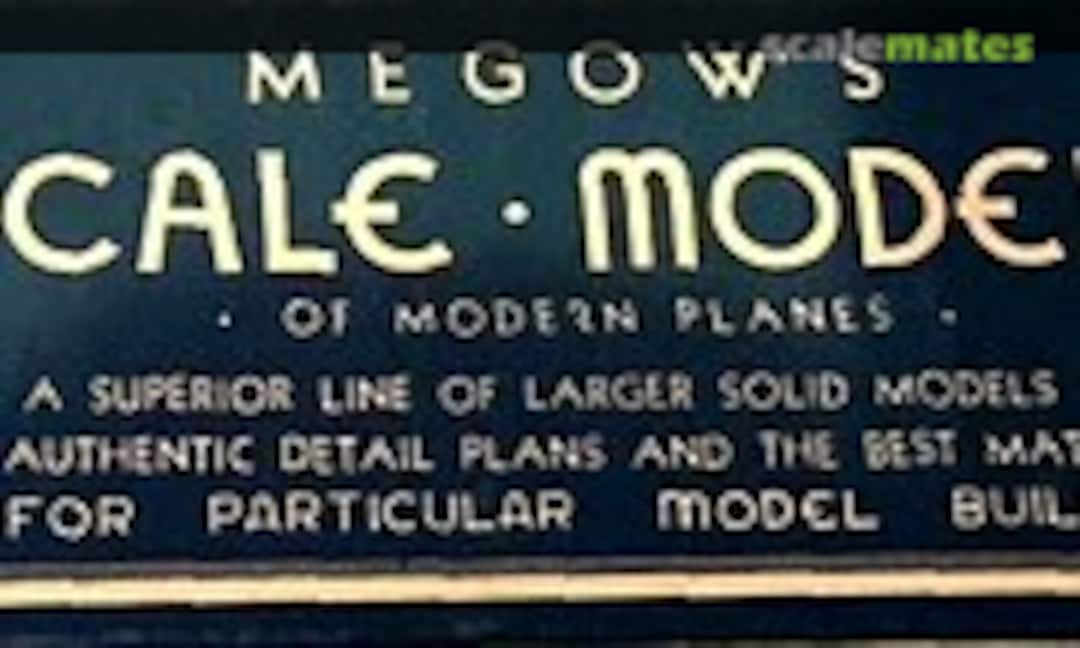 scalemates
MEGOW'S
CALE · MODE
· OF MODERN PLANES ·
A SUPERIOR LINE OF LARGER SOLID MODELS
AUTHENTIC DETAIL PLANS AND THE BEST MAT
FOR PARTICULAR MODEL BUIL